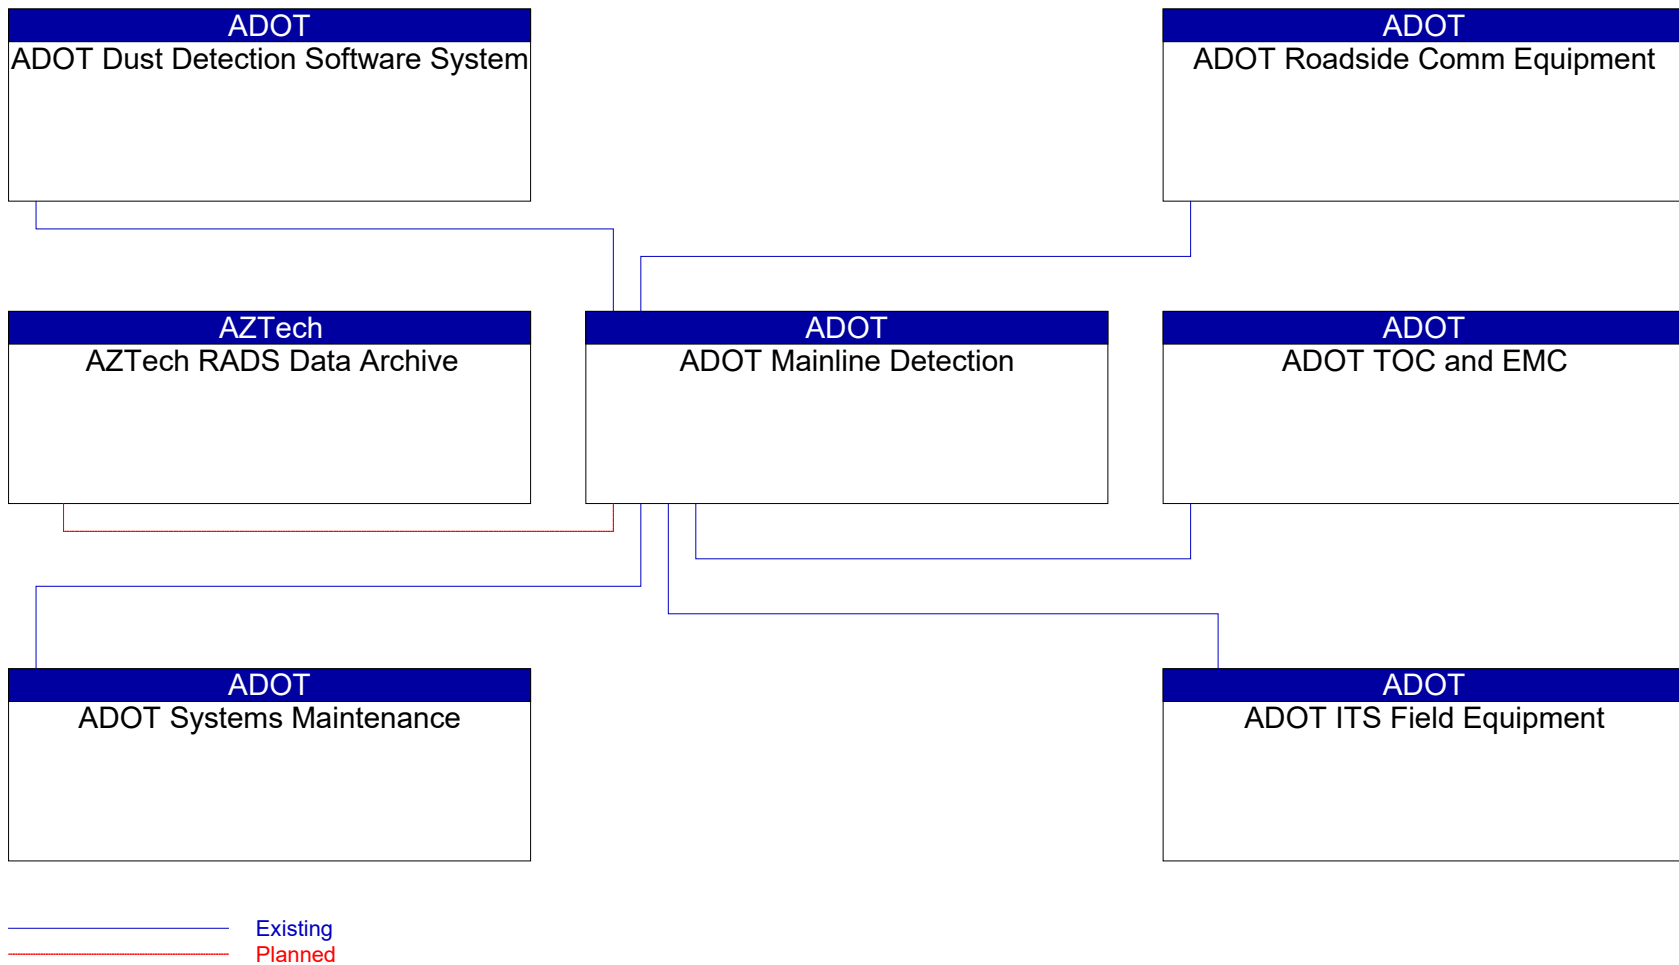 ADOT
ADOT Dust Detection Software System
ADOT
ADOT Roadside Comm Equipment
AZTech
AZTech RADS Data Archive
ADOT
ADOT Mainline Detection
ADOT
ADOT TOC and EMC
ADOT
ADOT Systems Maintenance
ADOT
ADOT ITS Field Equipment
Existing
Planned